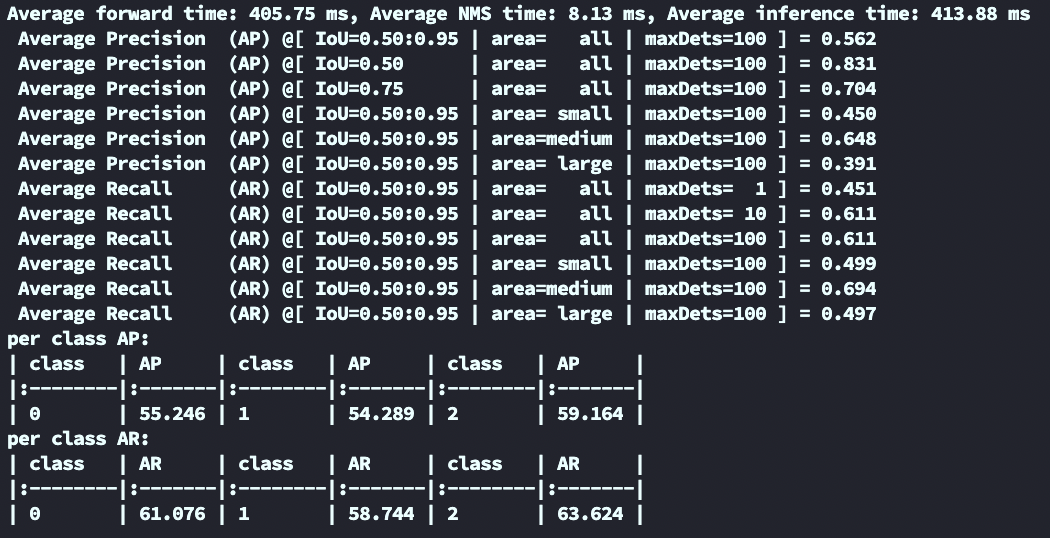 Average forward time: 405.75 ms, Average NMS time: 8.13 ms, Average inference time: 413.88 ms
 Average Precision  (AP) @[ IoU=0.50:0.95 | area=   all | maxDets=100 ] = 0.562
 Average Precision  (AP) @[ IoU=0.50      | area=   all | maxDets=100 ] = 0.831
 Average Precision  (AP) @[ IoU=0.75      | area=   all | maxDets=100 ] = 0.704
 Average Precision  (AP) @[ IoU=0.50:0.95 | area= small | maxDets=100 ] = 0.450
 Average Precision  (AP) @[ IoU=0.50:0.95 | area=medium | maxDets=100 ] = 0.648
 Average Precision  (AP) @[ IoU=0.50:0.95 | area= large | maxDets=100 ] = 0.391
 Average Recall     (AR) @[ IoU=0.50:0.95 | area=   all | maxDets=  1 ] = 0.451
 Average Recall     (AR) @[ IoU=0.50:0.95 | area=   all | maxDets= 10 ] = 0.611
 Average Recall     (AR) @[ IoU=0.50:0.95 | area=   all | maxDets=100 ] = 0.611
 Average Recall     (AR) @[ IoU=0.50:0.95 | area= small | maxDets=100 ] = 0.499
 Average Recall     (AR) @[ IoU=0.50:0.95 | area=medium | maxDets=100 ] = 0.694
 Average Recall     (AR) @[ IoU=0.50:0.95 | area= large | maxDets=100 ] = 0.497
per class AP:
| class   | AP     | class   | AP     | class   | AP     |
|:--------|:-------|:--------|:-------|:--------|:-------|
| 0       | 55.246 | 1       | 54.289 | 2       | 59.164 |
per class AR:
| class   | AR     | class   | AR     | class   | AR     |
|:--------|:-------|:--------|:-------|:--------|:-------|
| 0       | 61.076 | 1       | 58.744 | 2       | 63.624 |